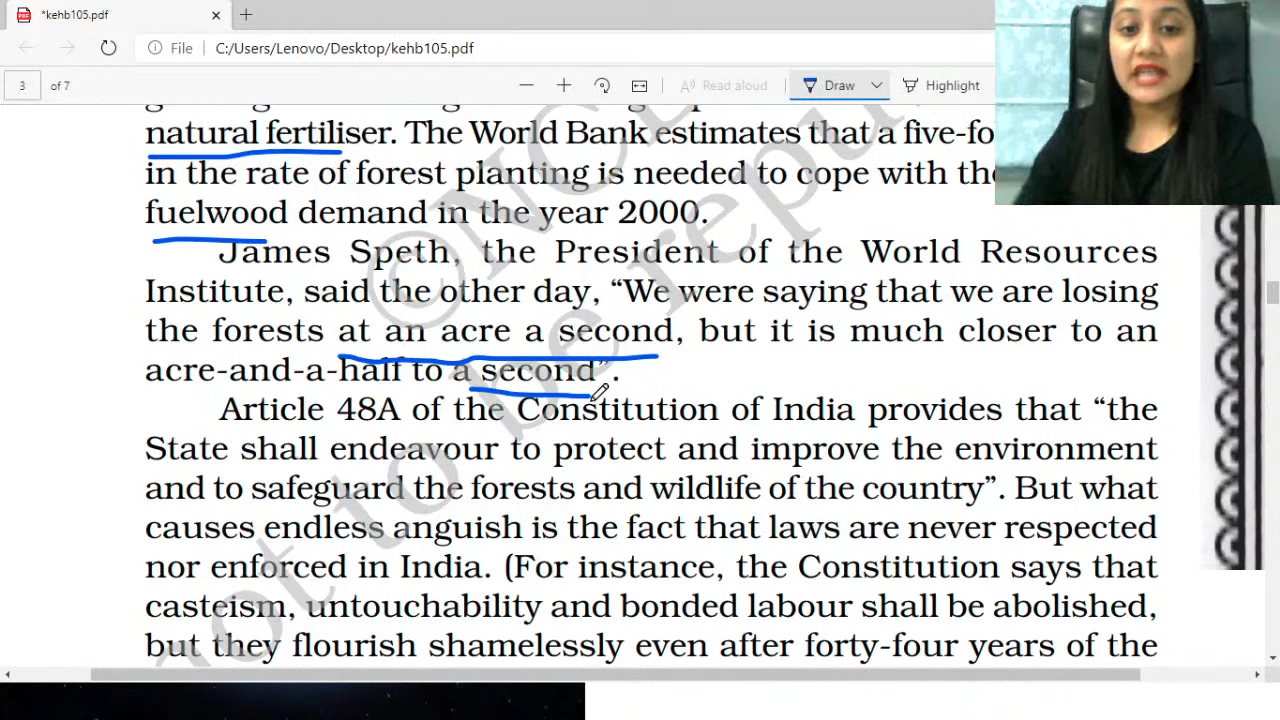 *kehb105.pdf
File C:/Users/Lenovo/Desktop/kehb105.pdf
3 of 7 Read aloud Draw Highlight
natural fertiliser. The World Bank estimates that a five-fo
in the rate of forest planting is needed to cope with the
fuelwood demand in the year 2000.
James Speth, the President of the World Resources
Institute, said the other day, “We were saying that we are losing
the forests at an acre a second, but it is much closer to an
acre-and-a-half to a second”.
Article 48A of the Constitution of India provides that “the
State shall endeavour to protect and improve the environment
and to safeguard the forests and wildlife of the country”. But what
causes endless anguish is the fact that laws are never respected
nor enforced in India. (For instance, the Constitution says that
casteism, untouchability and bonded labour shall be abolished,
but they flourish shamelessly even after forty-four years of the